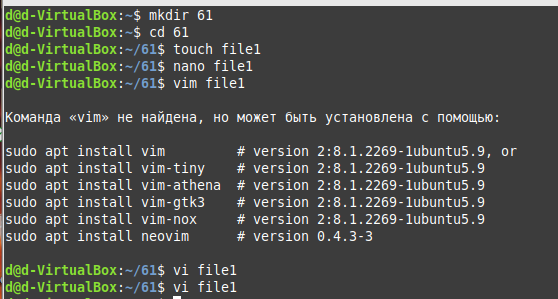 d@d-VirtualBox:~$ mkdir 61
d@d-VirtualBox:~$ cd 61
d@d-VirtualBox:~/61$ touch file1
d@d-VirtualBox:~/61$ nano file1
d@d-VirtualBox:~/61$ vim file1
Команда «vim» не найдена, но может быть установлена с помощью:
sudo apt install vim         # version 2:8.1.2269-1ubuntu5.9, or
sudo apt install vim-tiny    # version 2:8.1.2269-1ubuntu5.9
sudo apt install vim-athena  # version 2:8.1.2269-1ubuntu5.9
sudo apt install vim-gtk3    # version 2:8.1.2269-1ubuntu5.9
sudo apt install vim-nox     # version 2:8.1.2269-1ubuntu5.9
sudo apt install neovim      # version 0.4.3-3
d@d-VirtualBox:~/61$ vi file1
d@d-VirtualBox:~/61$ vi file1